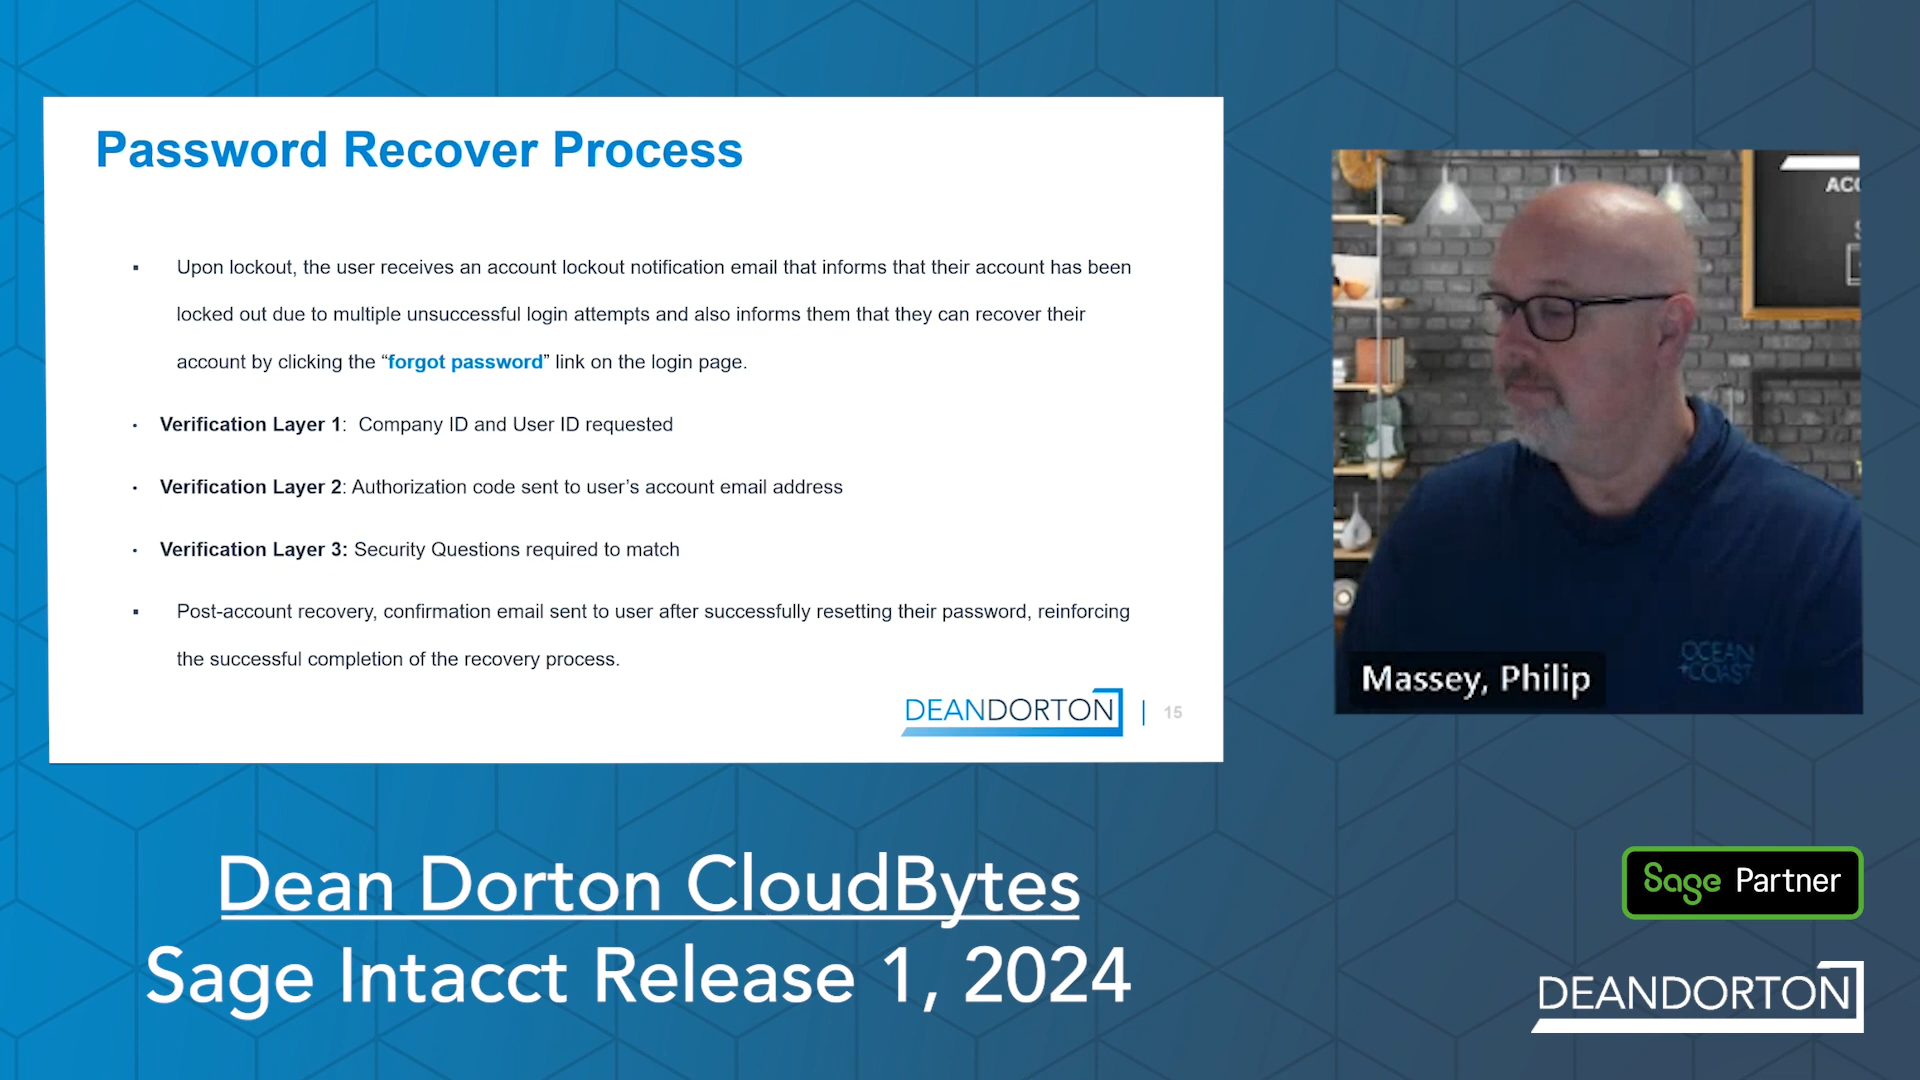 Password Recover Process
▪ Upon lockout, the user receives an account lockout notification email that informs that their account has been
locked out due to multiple unsuccessful login attempts and also informs them that they can recover their
account by clicking the “forgot password” link on the login page.
• Verification Layer 1:  Company ID and User ID requested
• Verification Layer 2: Authorization code sent to user’s account email address
• Verification Layer 3: Security Questions required to match
▪ Post-account recovery, confirmation email sent to user after successfully resetting their password, reinforcing
the successful completion of the recovery process.
DEANDORTON | 15
OCEAN
+COAST
Massey, Philip
Dean Dorton CloudBytes
Sage Intacct Release 1, 2024
Sage Partner
DEANDORTON